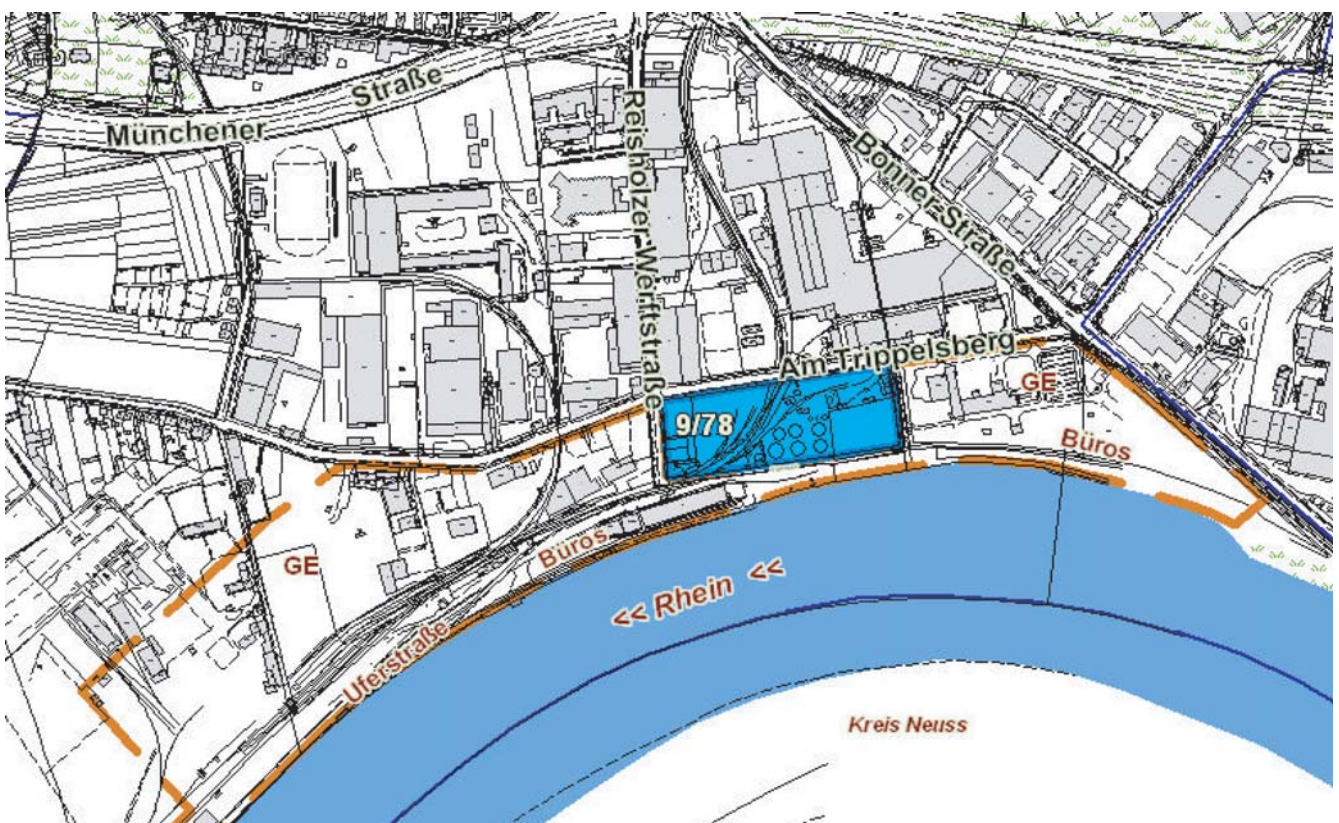 Straße
Münchener
Reisholzer-Werftstraße
Bonner-Straße
Am Trippelsberg
GE
9/78
Büros
Büros
GE
<< Rhein <<
Uferstraße
Kreis Neuss